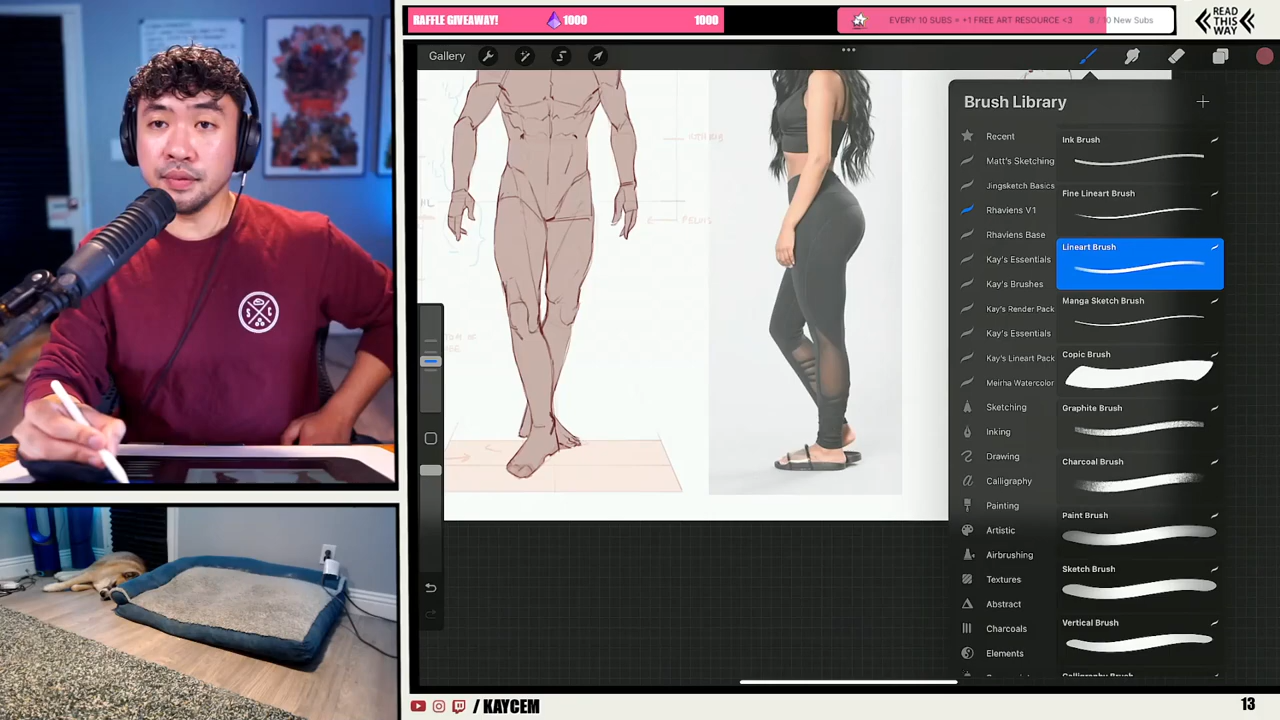 RAFFLE GIVEAWAY!
1000
1000
EVERY 10 SUBS = +1 FREE ART RESOURCE <3
8 / 10 New Subs
READ
THIS
WAY
Gallery
Brush Library
Recent
Matt's Sketching
Jingsketch Basics
Rhaviens V1
Rhaviens Base
Kay's Essentials
Kay's Brushes
Kay's Render Pack
Kay's Essentials
Kay's Lineart Pack
Meirha Watercolor
Sketching
Inking
Drawing
Calligraphy
Painting
Artistic
Airbrushing
Textures
Abstract
Charcoals
Elements
Ink Brush
Fine Lineart Brush
Lineart Brush
Manga Sketch Brush
Copic Brush
Graphite Brush
Charcoal Brush
Paint Brush
Sketch Brush
Vertical Brush
PELVIS
/ KAYCEM
13